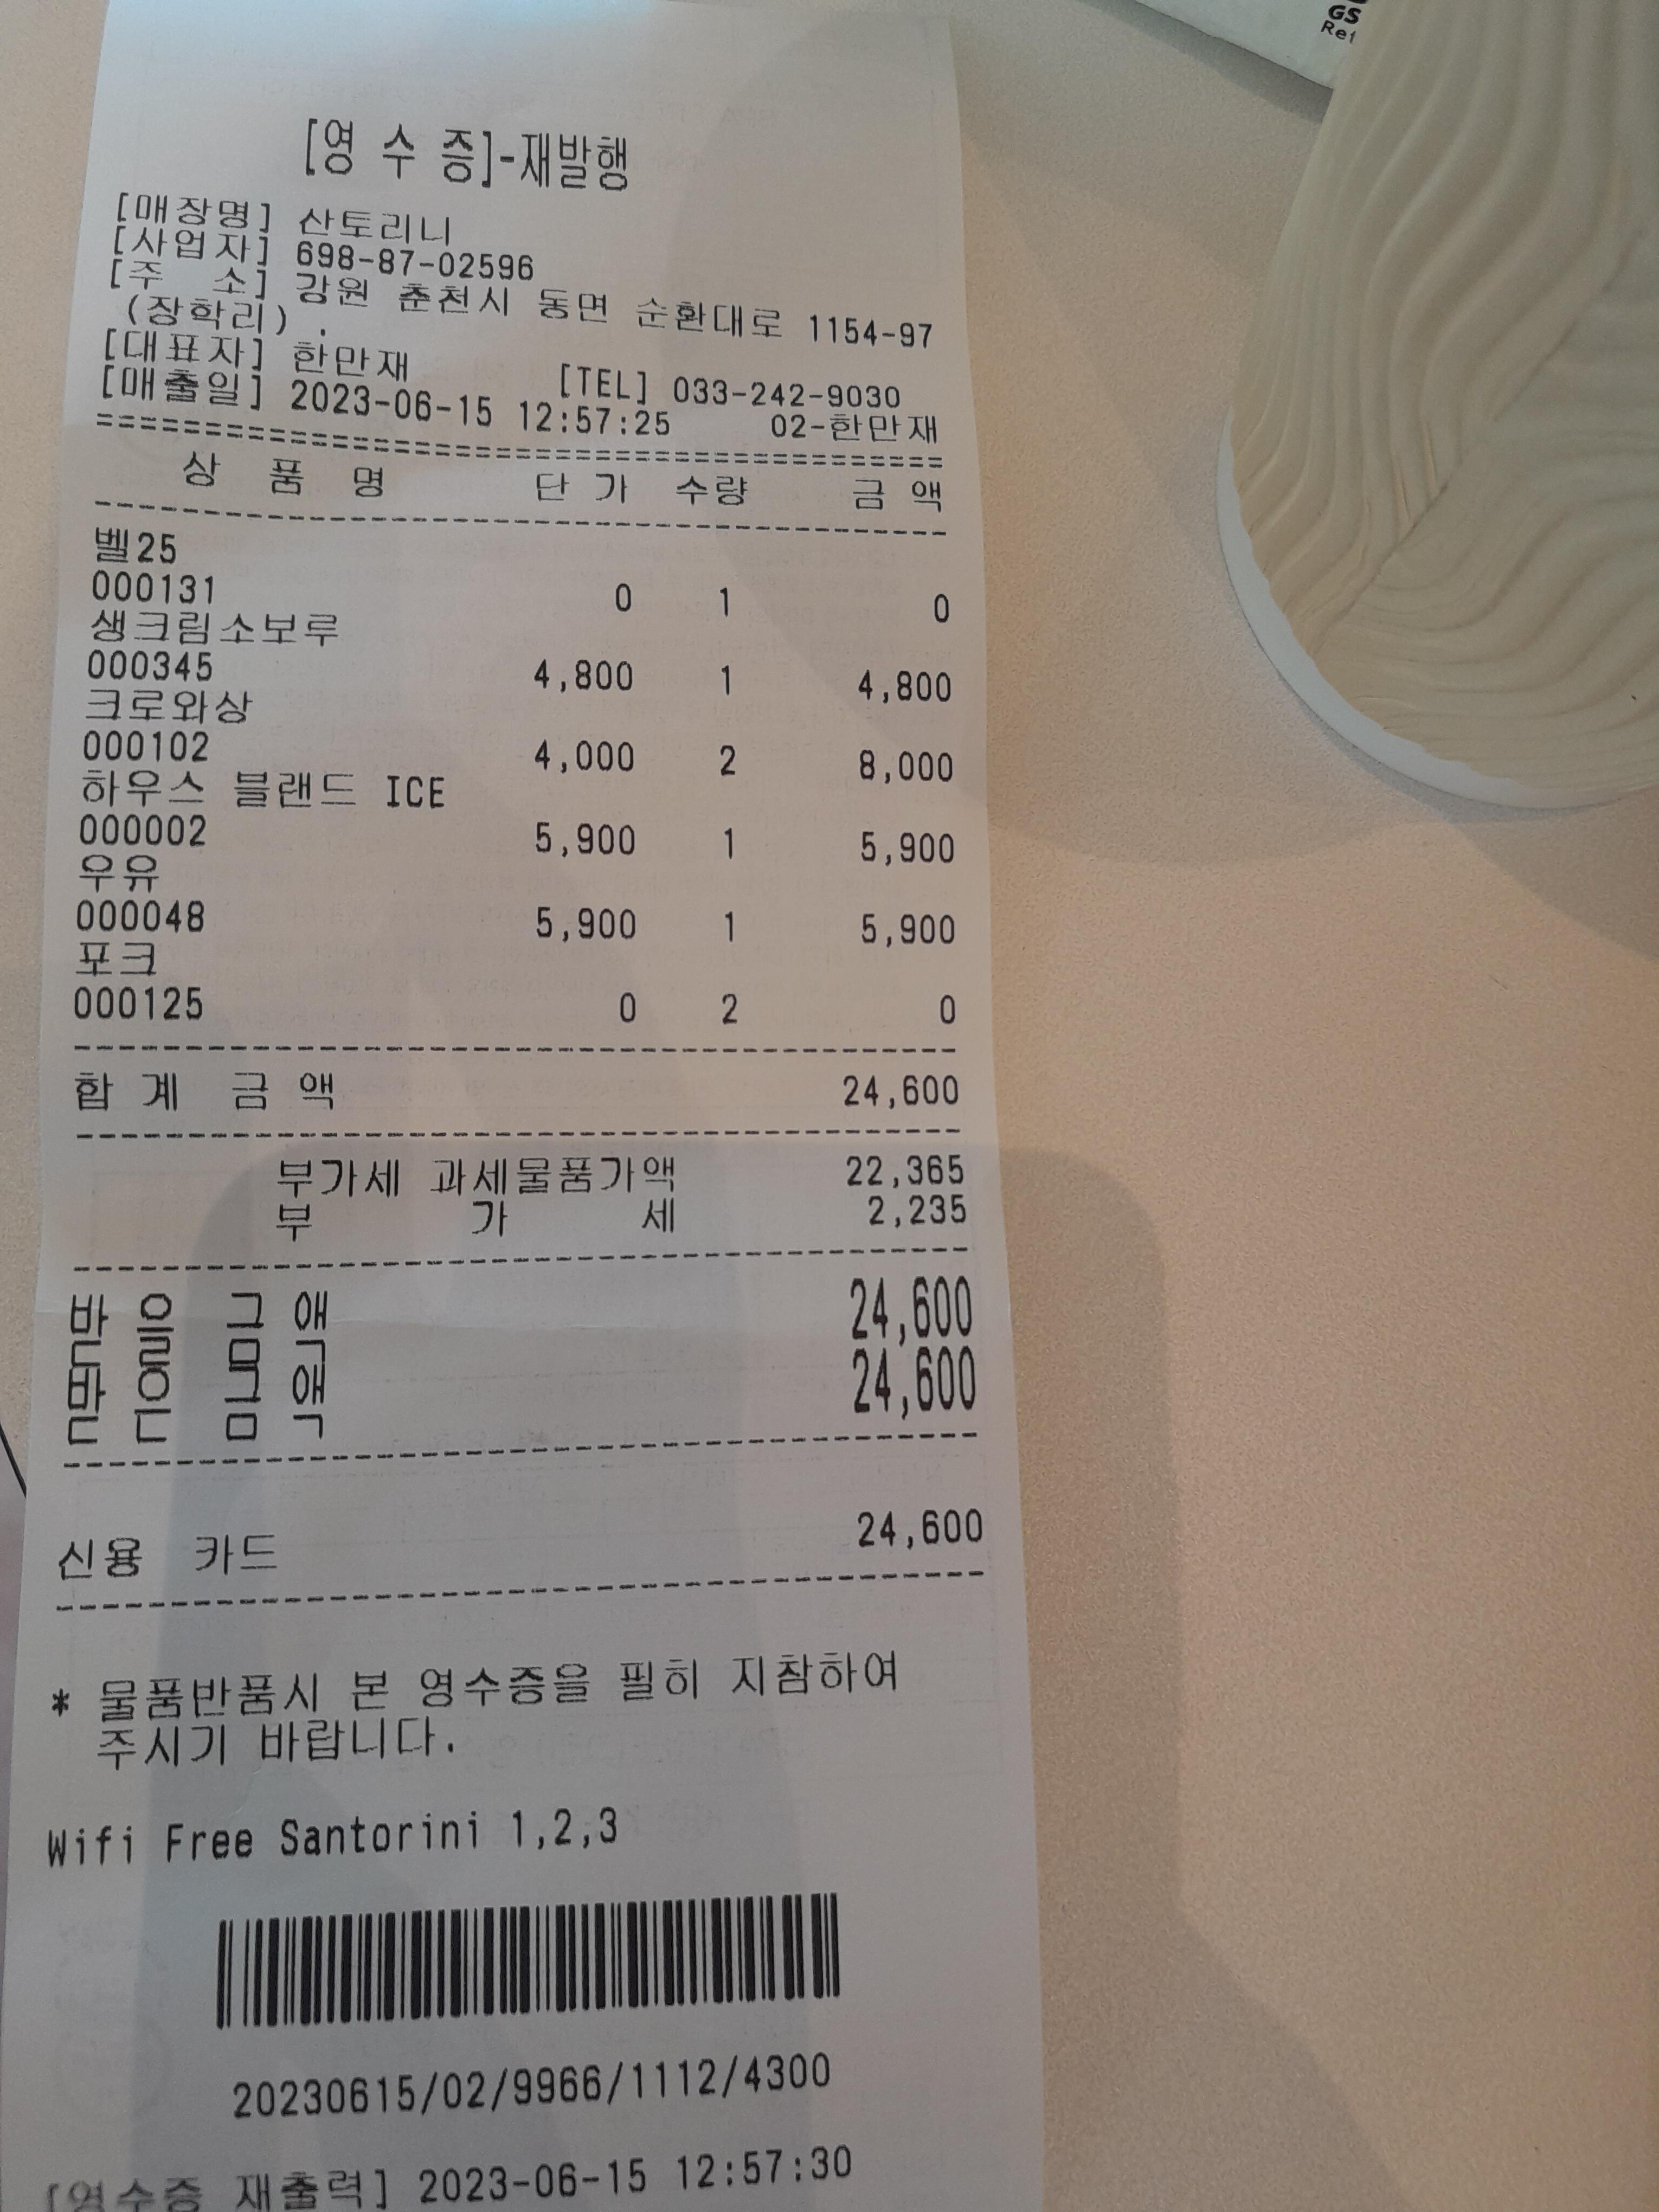 GS
Ret
[영 수 증]-재발행
[매장명] 산토리니
[사업자] 698-87-02596
[주 소] 강원 춘천시 동면 순환대로 1154-97
(장학리) .
[대표자] 한만재 [TEL] 033-242-9030
[매출일] 2023-06-15 12:57:25 02-한만재
========================================
상 품 명 단 가 수량 금 액
----------------------------------------
벨25
000131 0 1 0
생크림소보루
000345 4,800 1 4,800
크로와상
000102 4,000 2 8,000
하우스 블랜드 ICE
000002 5,900 1 5,900
우유
000048 5,900 1 5,900
포크
000125 0 2 0
----------------------------------------
합 계 금 액 24,600
----------------------------------------
부가세 과세물품가액 22,365
부 가 세 2,235
----------------------------------------
받 을 금 액 24,600
받 은 금 액 24,600
----------------------------------------
신용 카드 24,600
----------------------------------------
* 물품반품시 본 영수증을 필히 지참하여
주시기 바랍니다.
Wifi Free Santorini 1,2,3
20230615/02/9966/1112/4300
[영수증 재출력] 2023-06-15 12:57:30